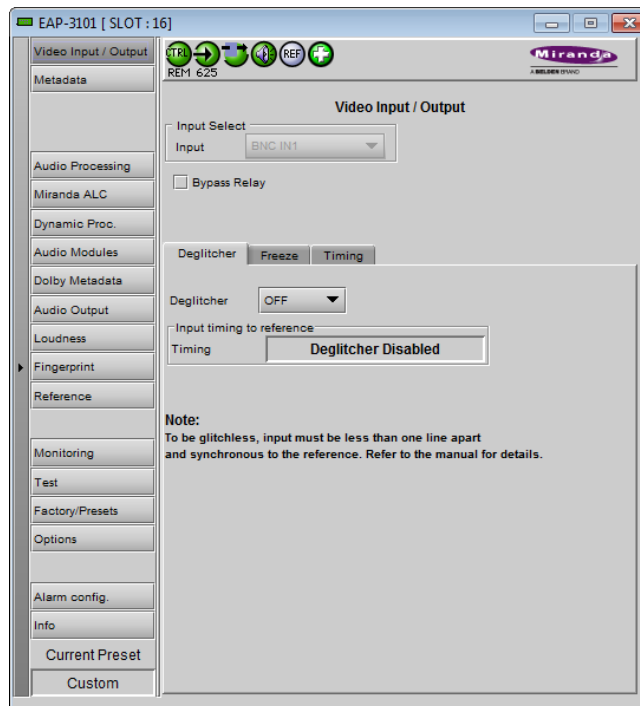 EAP-3101 [ SLOT : 16]
Video Input / Output
Metadata
Audio Processing
Miranda ALC
Dynamic Proc.
Audio Modules
Dolby Metadata
Audio Output
Loudness
Fingerprint
Reference
Monitoring
Test
Factory/Presets
Options
Alarm config.
Info
Current Preset
Custom
CTRL
REF
REM 625
Miranda
A BELDEN BRAND
Video Input / Output
Input Select
Input BNC IN1
Bypass Relay
Deglitcher Freeze Timing
Deglitcher OFF
Input timing to reference
Timing Deglitcher Disabled
Note:
To be glitchless, input must be less than one line apart
and synchronous to the reference. Refer to the manual for details.